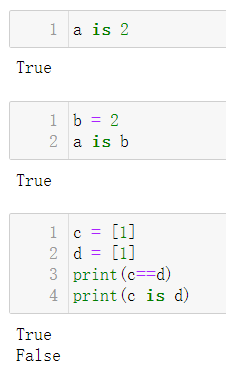 1 a is 2
True
1 b = 2
2 a is b
True
1 c = [1]
2 d = [1]
3 print(c==d)
4 print(c is d)
True
False